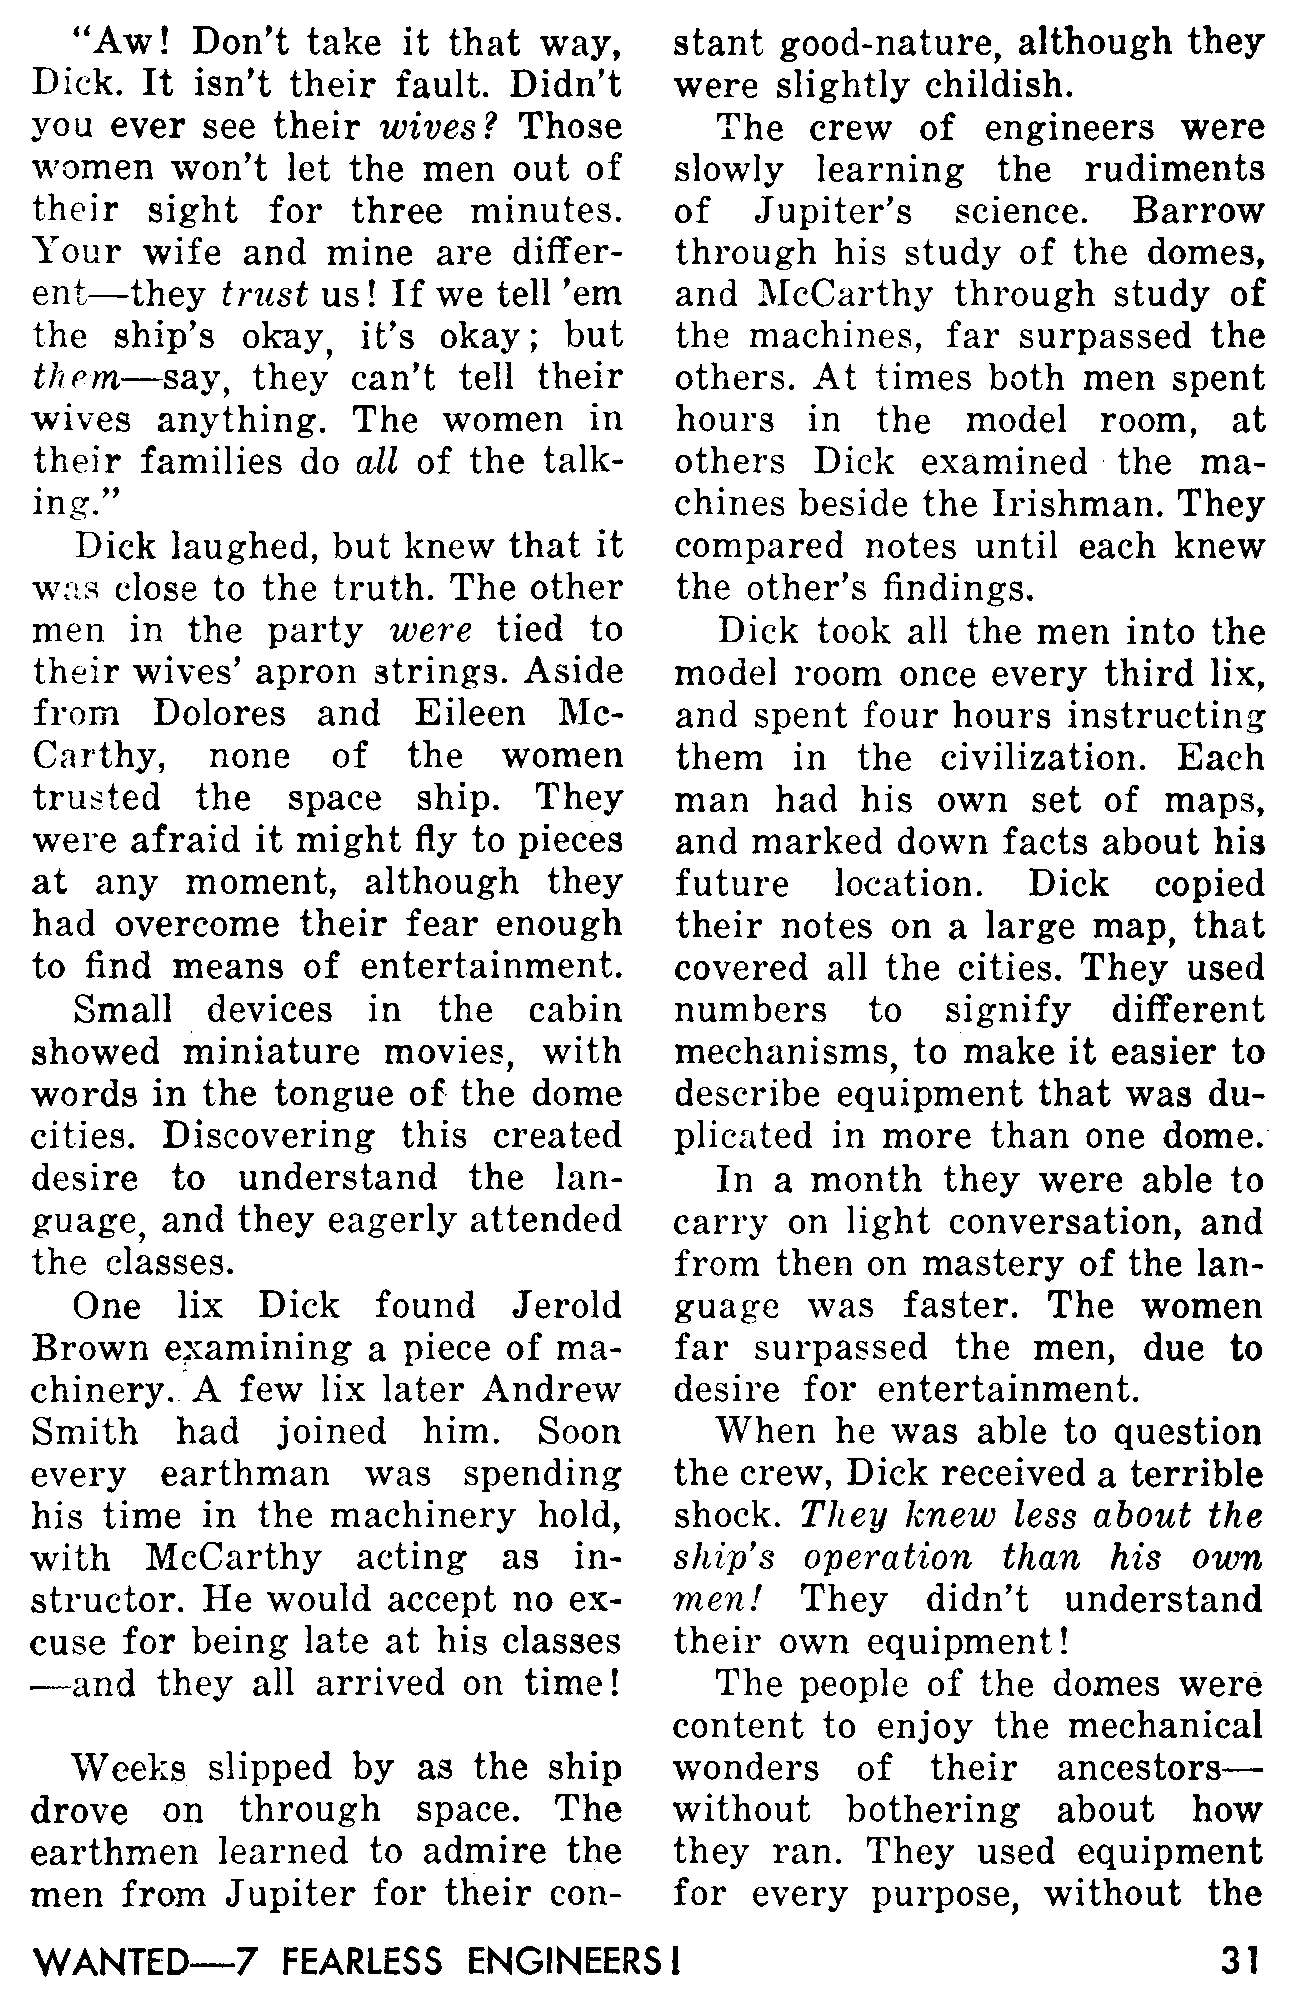 “Aw! Don’t take it that way,
Dick. It isn’t their fault. Didn’t
you ever see their wives? Those
women won’t let the men out of
their sight for three minutes.
Your wife and mine are differ-
ent—they trust us! If we tell ’em
the ship’s okay, it’s okay; but
them—say, they can’t tell their
wives anything. The women in
their families do all of the talk-
ing.”
Dick laughed, but knew that it
was close to the truth. The other
men in the party were tied to
their wives’ apron strings. Aside
from Dolores and Eileen Mc-
Carthy, none of the women
trusted the space ship. They
were afraid it might fly to pieces
at any moment, although they
had overcome their fear enough
to find means of entertainment.
Small devices in the cabin
showed miniature movies, with
words in the tongue of the dome
cities. Discovering this created
desire to understand the lan-
guage, and they eagerly attended
the classes.
One lix Dick found Jerold
Brown examining a piece of ma-
chinery. A few lix later Andrew
Smith had joined him. Soon
every earthman was spending
his time in the machinery hold,
with McCarthy acting as in-
structor. He would accept no ex-
cuse for being late at his classes
—and they all arrived on time!
Weeks slipped by as the ship
drove on through space. The
earthmen learned to admire the
men from Jupiter for their con-
stant good-nature, although they
were slightly childish.
The crew of engineers were
slowly learning the rudiments
of Jupiter’s science. Barrow
through his study of the domes,
and McCarthy through study of
the machines, far surpassed the
others. At times both men spent
hours in the model room, at
others Dick examined the ma-
chines beside the Irishman. They
compared notes until each knew
the other’s findings.
Dick took all the men into the
model room once every third lix,
and spent four hours instructing
them in the civilization. Each
man had his own set of maps,
and marked down facts about his
future location. Dick copied
their notes on a large map, that
covered all the cities. They used
numbers to signify different
mechanisms, to make it easier to
describe equipment that was du-
plicated in more than one dome.
In a month they were able to
carry on light conversation, and
from then on mastery of the lan-
guage was faster. The women
far surpassed the men, due to
desire for entertainment.
When he was able to question
the crew, Dick received a terrible
shock. They knew less about the
ship’s operation than his own
men! They didn’t understand
their own equipment!
The people of the domes were
content to enjoy the mechanical
wonders of their ancestors—
without bothering about how
they ran. They used equipment
for every purpose, without the
WANTED—7 FEARLESS ENGINEERS! 31